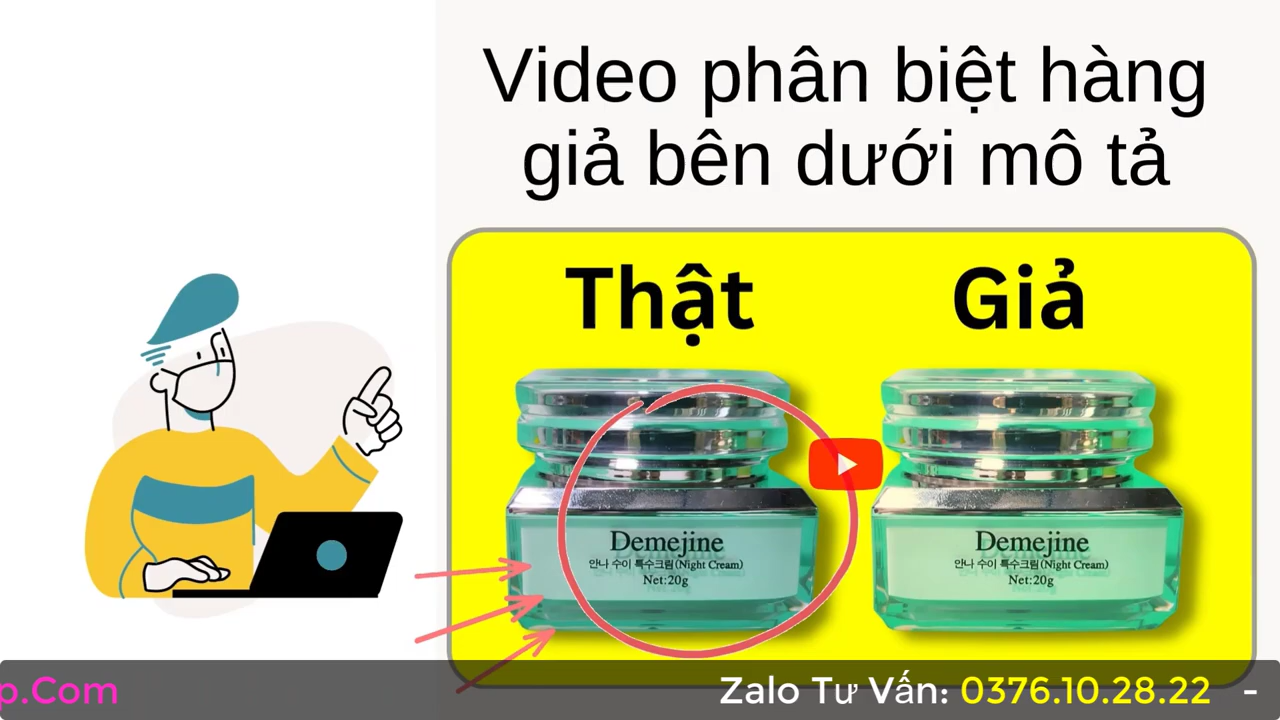 Video phân biệt hàng
giả bên dưới mô tả
Thật
Giả
Demejine
안나 수이 특수크림(Night Cream)
Net:20g
Demejine
안나 수이 특수크림(Night Cream)
Net:20g
p.Com
Zalo Tư Vấn: 0376.10.28.22 -